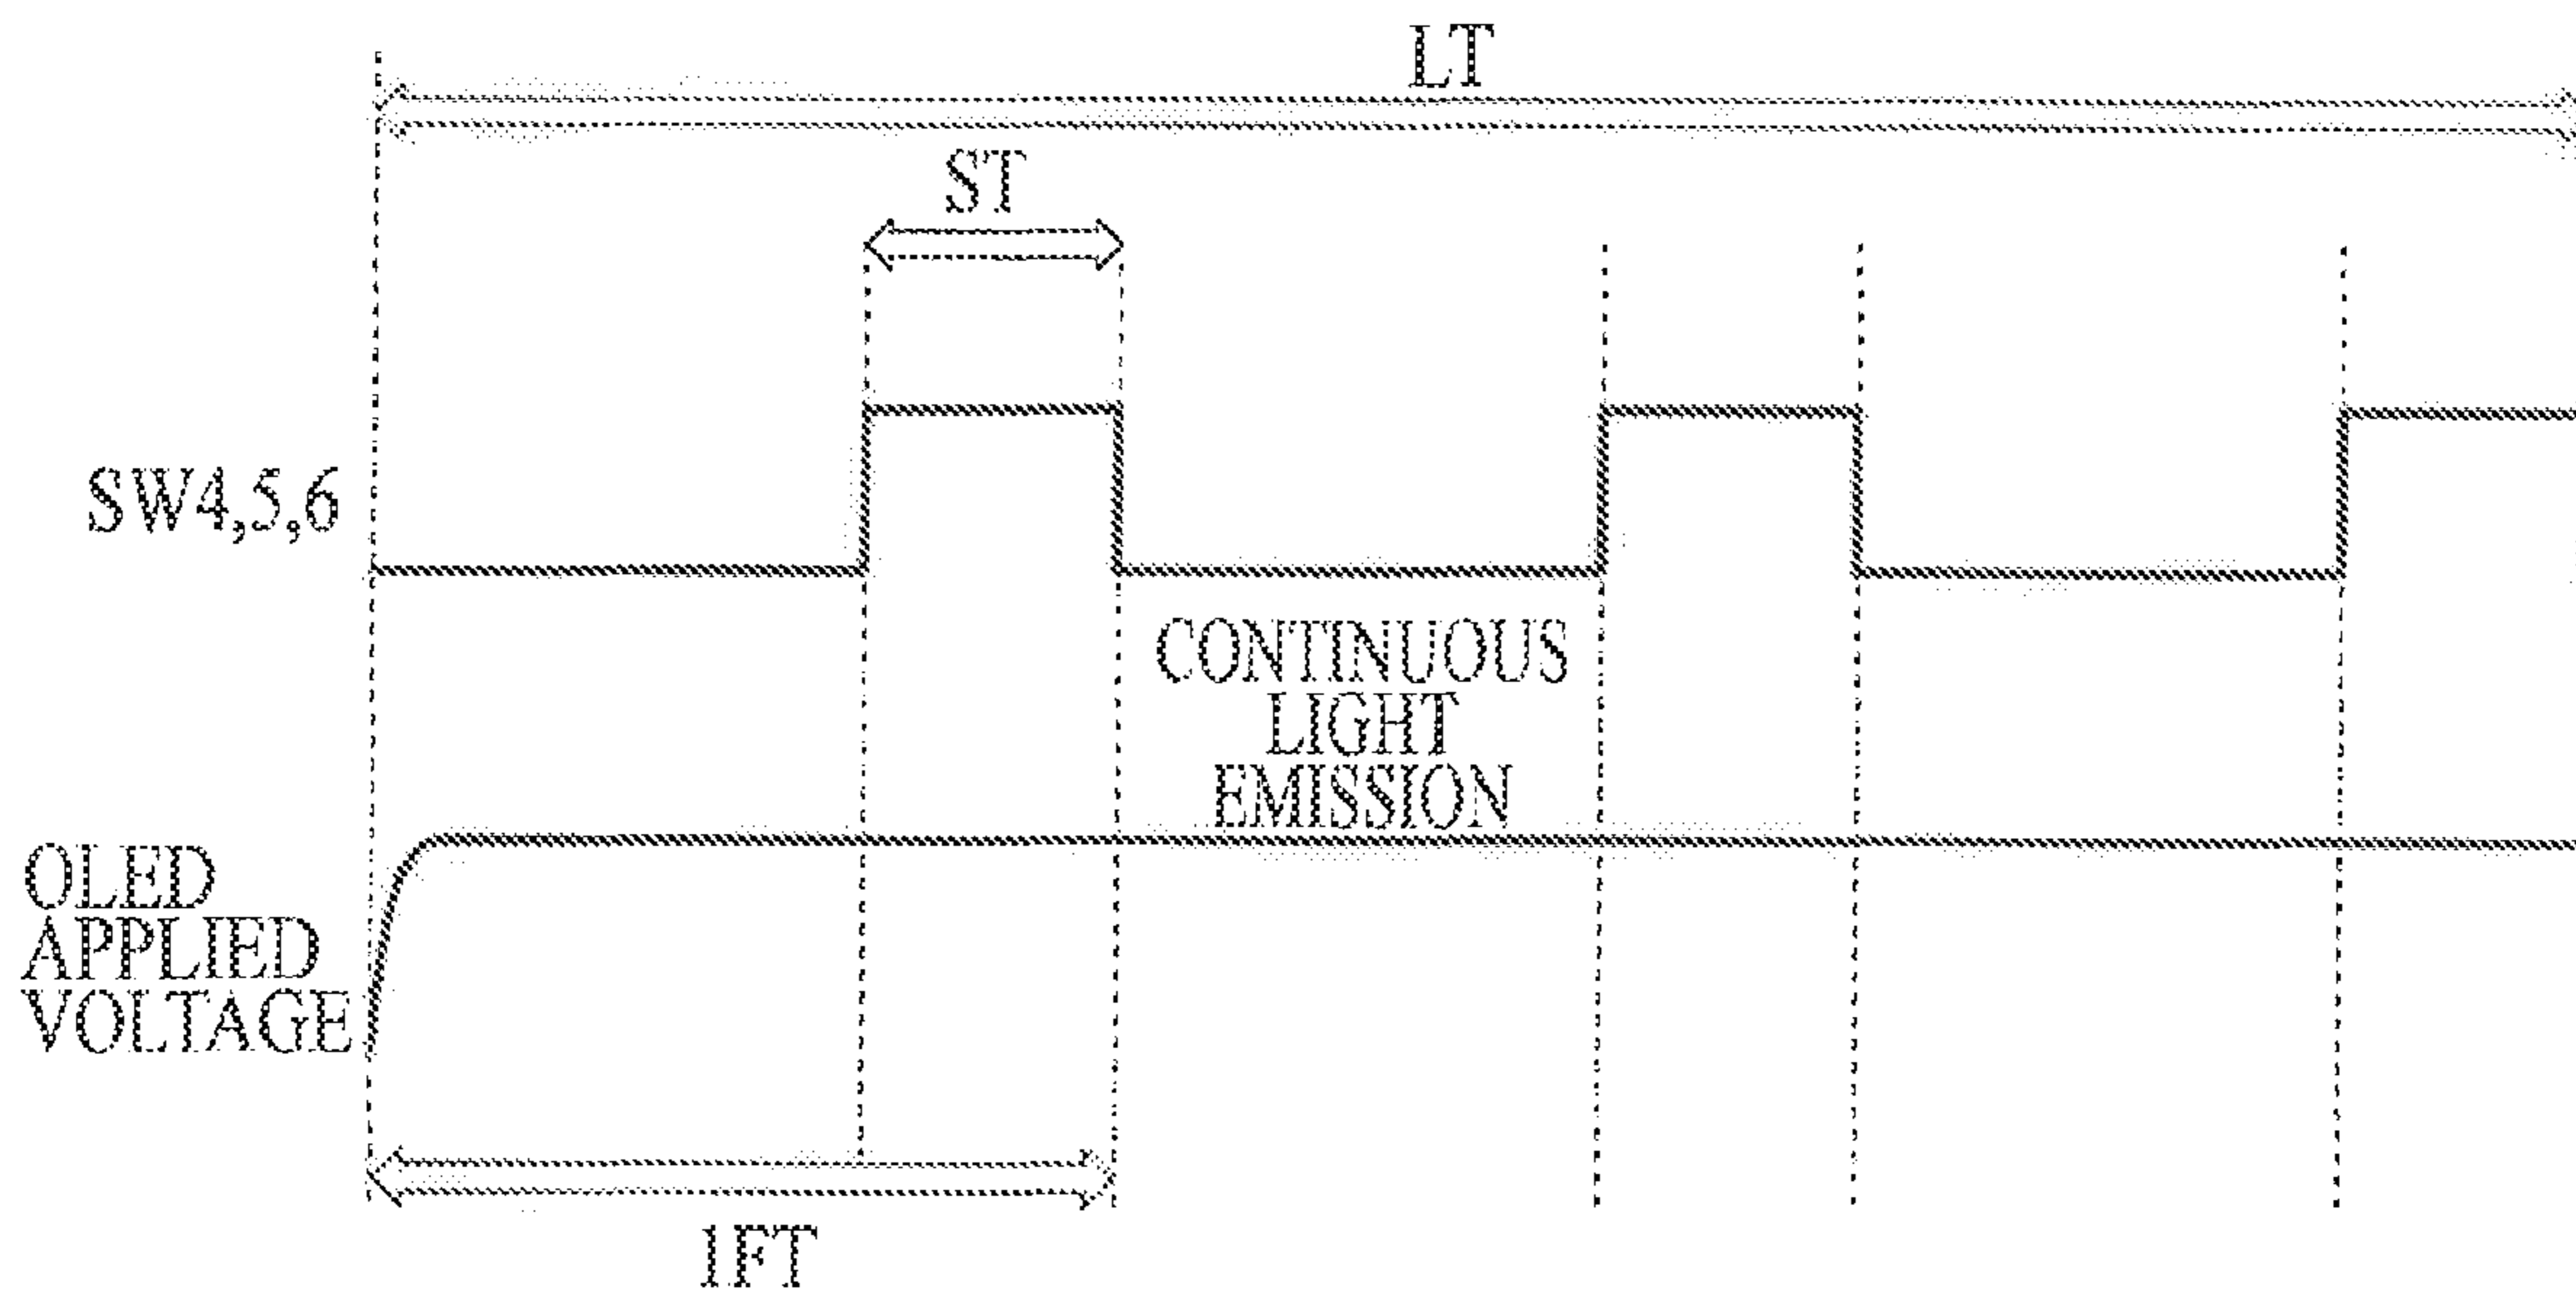 LT
ST
SW4,5,6
CONTINUOUS
LIGHT
EMISSION
OLED
APPLIED
VOLTAGE
1FT